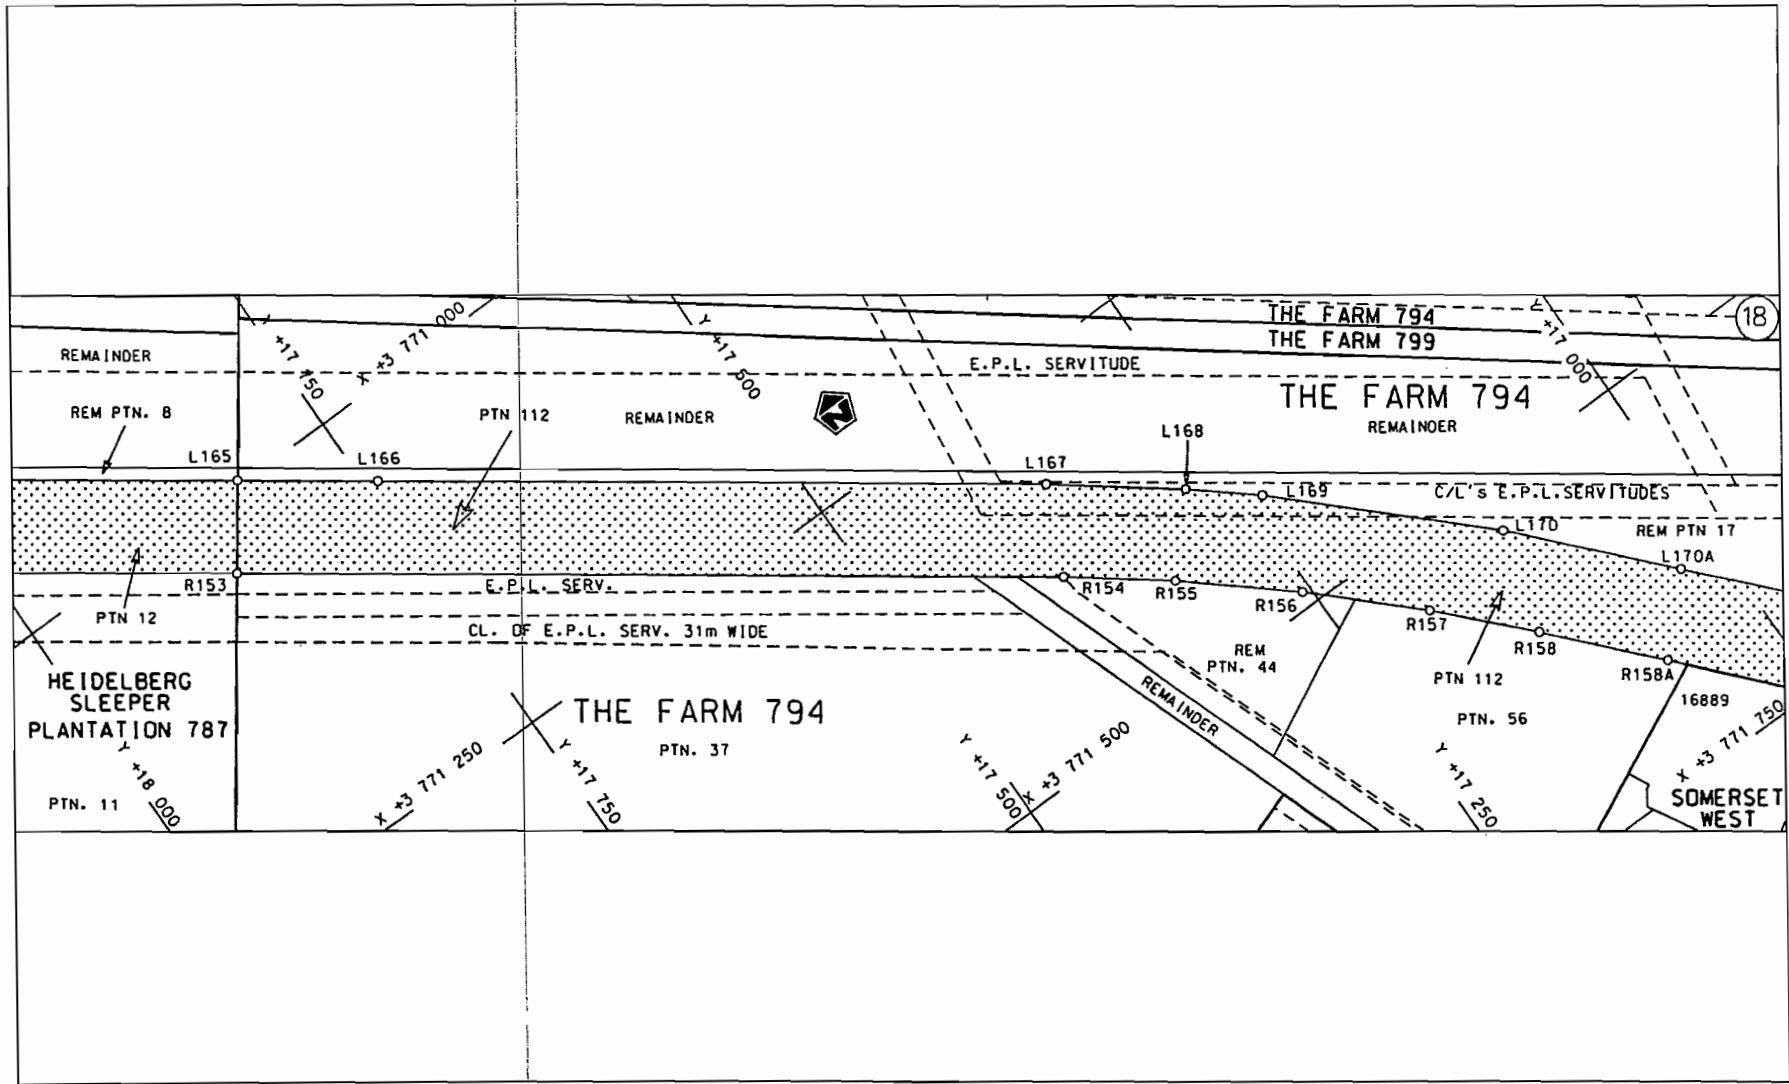 THE FARM 794
18
THE FARM 799
REMAINDER
Y +17 750
X +3 771 000
Y +17 500
E.P.L. SERVITUDE
Y +17 000
REM PTN. 8
PTN 112
REMAINDER
THE FARM 794
REMAINDER
L165
L166
L167
L168
L169
C/L's E.P.L.SERVITUDES
L170
REM PTN 17
L170A
R153
E.P.L. SERV.
R154
R155
R156
R157
R158
R158A
PTN 12
CL. OF E.P.L. SERV. 31m WIDE
REM
PTN. 44
PTN 112
HEIDELBERG
SLEEPER
PLANTATION 787
THE FARM 794
PTN. 37
REMAINDER
PTN. 56
16889
Y +18 000
X +3 771 250
Y +17 750
Y +17 500
X +3 771 500
Y +17 250
X +3 771 750
PTN. 11
SOMERSET
WEST